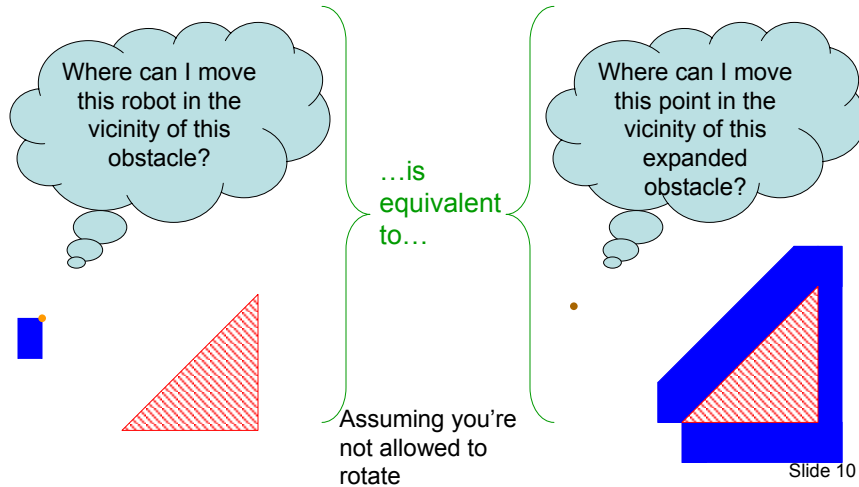 Where can I move
this robot in the
vicinity of this
obstacle?
…is
equivalent
to…
Where can I move
this point in the
vicinity of this
expanded
obstacle?
Assuming you're
not allowed to
rotate
Slide 10